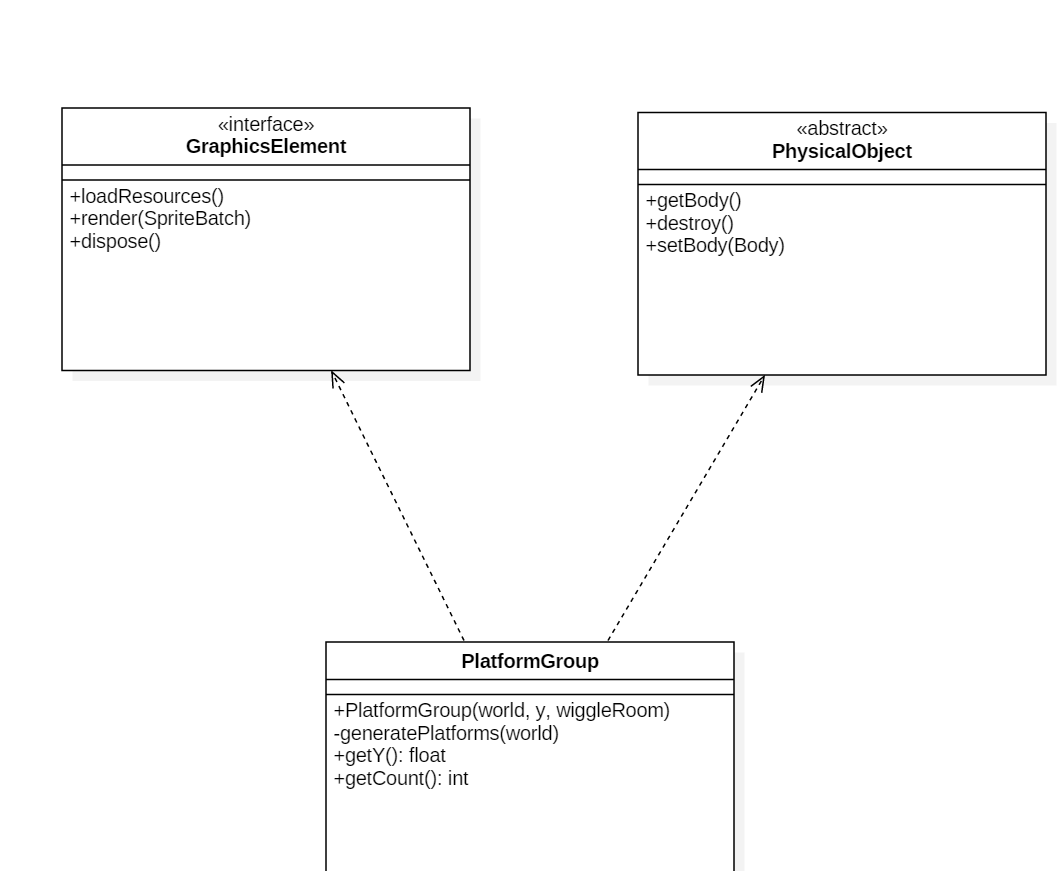 «interface»
GraphicsElement
+loadResources()
+render(SpriteBatch)
+dispose()
«abstract»
PhysicalObject
+getBody()
+destroy()
+setBody(Body)
PlatformGroup
+PlatformGroup(world, y, wiggleRoom)
-generatePlatforms(world)
+getY(): float
+getCount(): int